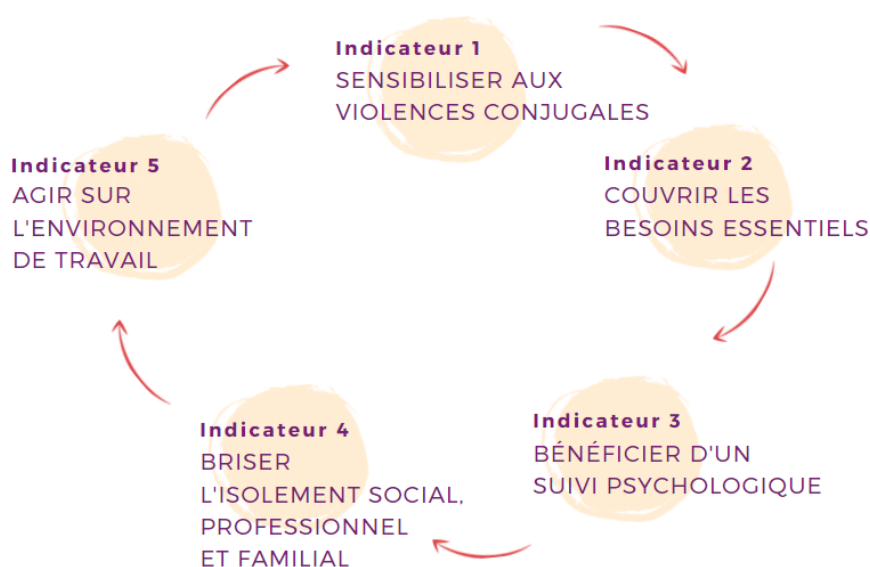 Indicateur 1
SENSIBILISER AUX
VIOLENCES CONJUGALES
Indicateur 2
COUVRIR LES
BESOINS ESSENTIELS
Indicateur 3
BÉNÉFICIER D'UN
SUIVI PSYCHOLOGIQUE
Indicateur 4
BRISER
L'ISOLEMENT SOCIAL,
PROFESSIONNEL
ET FAMILIAL
Indicateur 5
AGIR SUR
L'ENVIRONNEMENT
DE TRAVAIL